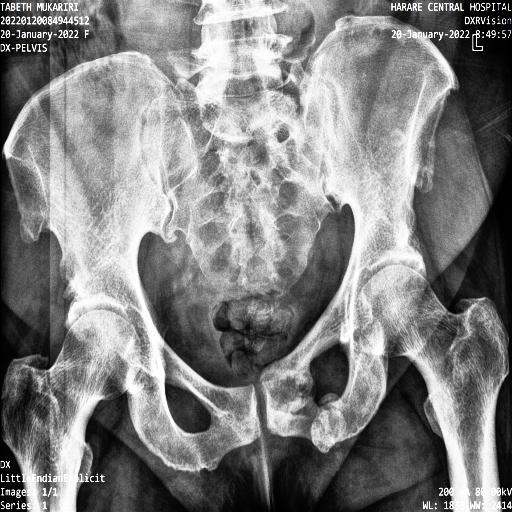 TABETH MUKARIRI
20220120084944512
20-January-2022 F
DX-PELVIS
HARARE CENTRAL HOSPITAL
DXRVision
20-January-2022 8:49:57
L
DX
LittleEndianExplicit
Images: 1/1
Series: 1